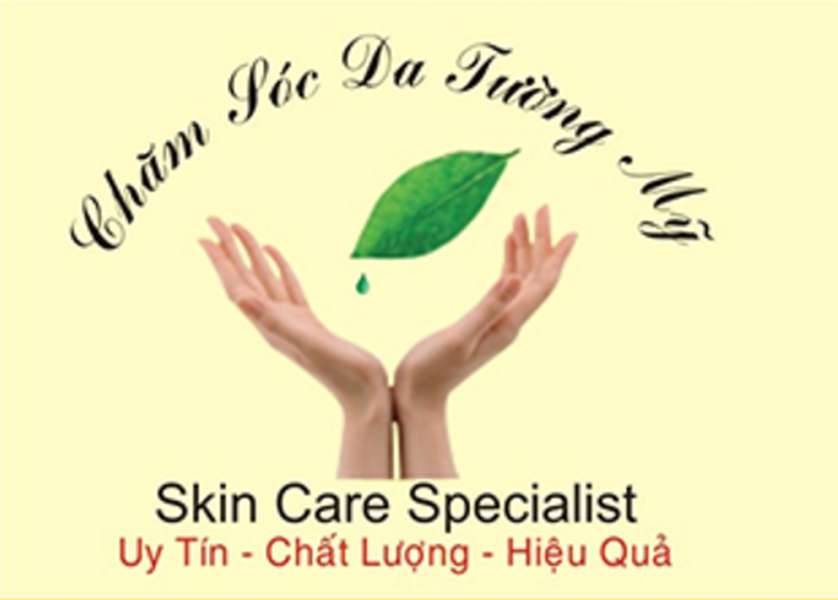 Chăm Sóc Da Tường Mỹ
Skin Care Specialist
Uy Tín - Chất Lượng - Hiệu Quả